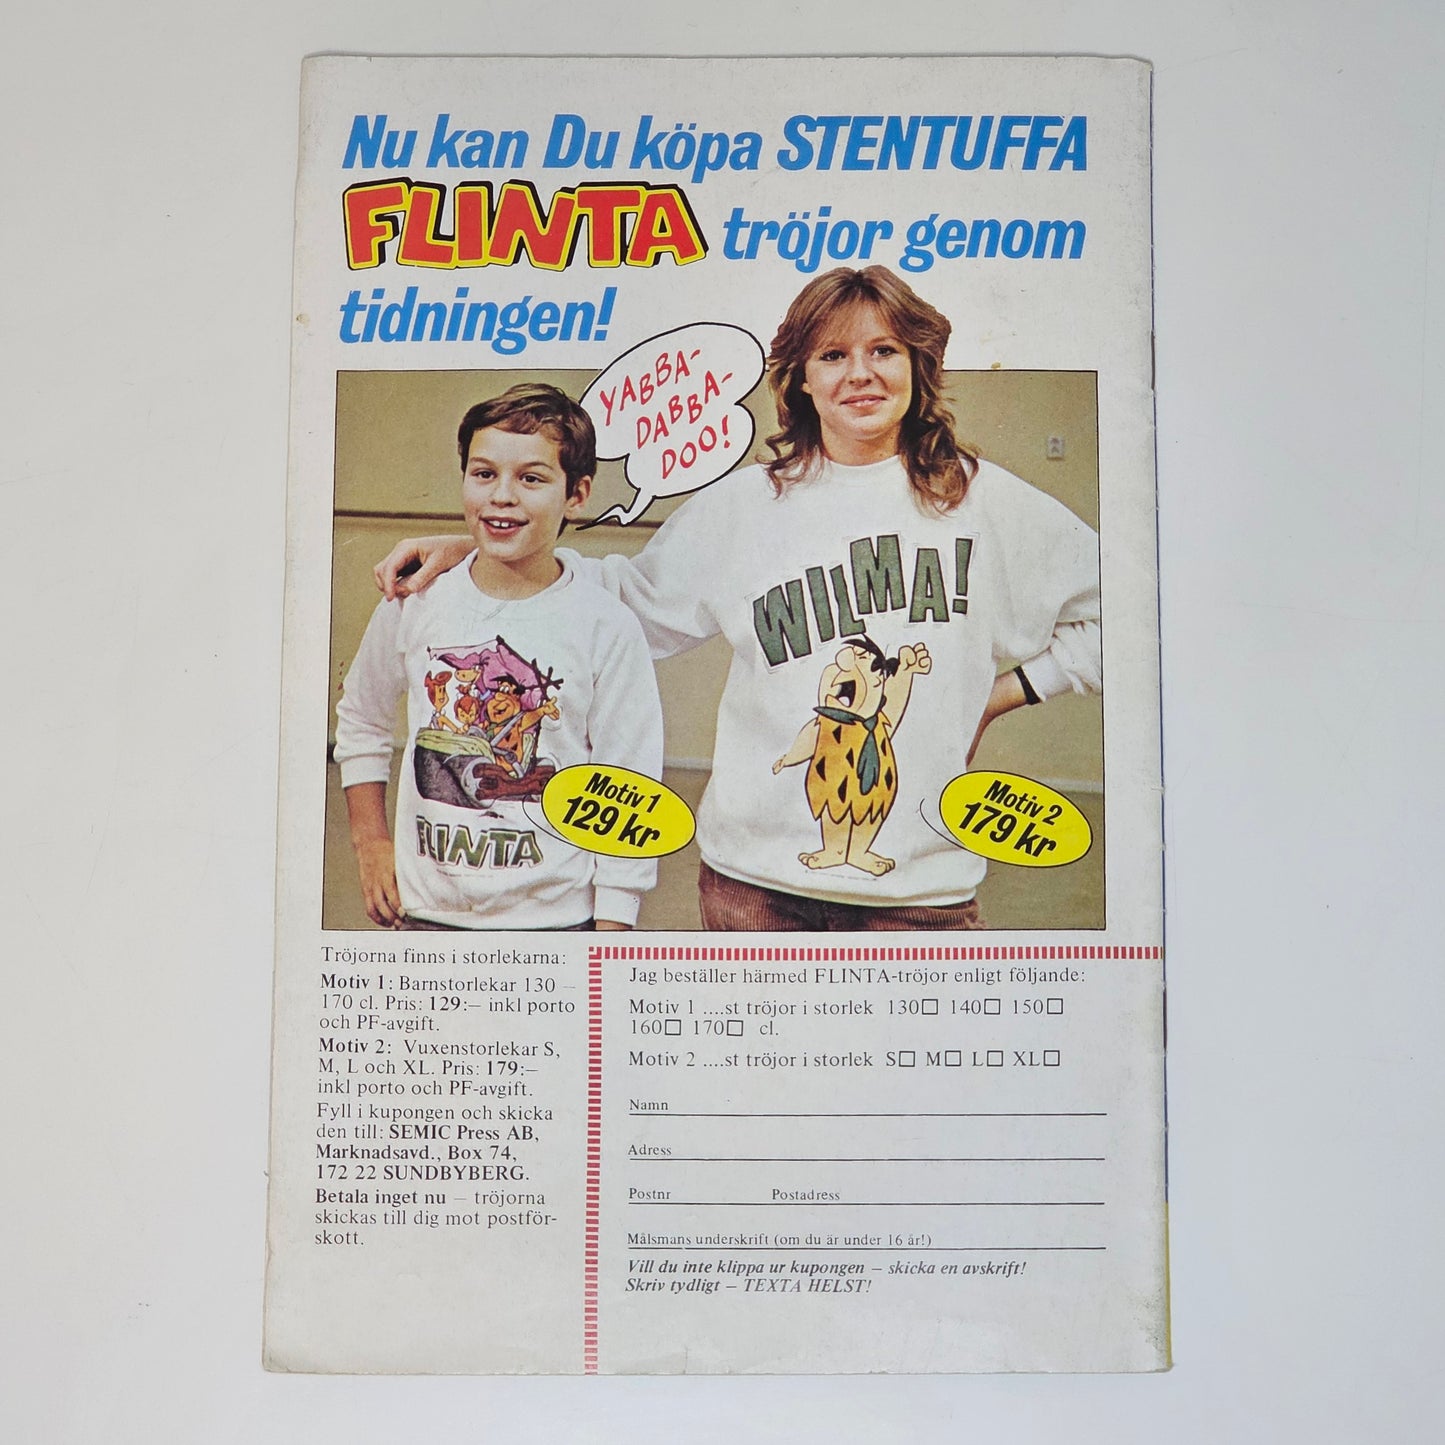 Nu kan Du köpa STENTUFFA
FLINTA tröjor genom
tidningen!
YABBA-
DABBA-
DOO!
WILMA!
FLINTA
Motiv 1
129 kr
Motiv 2
179 kr
Tröjorna finns i storlekarna:
Motiv 1: Barnstorlekar 130 –
170 cl. Pris: 129:– inkl porto
och PF-avgift.
Motiv 2: Vuxenstorlekar S,
M, L och XL. Pris: 179:–
inkl porto och PF-avgift.
Fyll i kupongen och skicka
den till: SEMIC Press AB,
Marknadsavd., Box 74,
172 22 SUNDBYBERG.
Betala inget nu – tröjorna
skickas till dig mot postför-
skott.
Jag beställer härmed FLINTA-tröjor enligt följande:
Motiv 1 ....st tröjor i storlek 130☐ 140☐ 150☐
160☐ 170☐ cl.
Motiv 2 ....st tröjor i storlek S☐ M☐ L☐ XL☐
Namn
Adress
Postnr Postadress
Målsmans underskrift (om du är under 16 år!)
Vill du inte klippa ur kupongen – skicka en avskrift!
Skriv tydligt – TEXTA HELST!